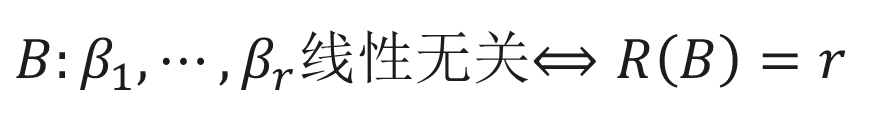 B: β₁, ⋯ , βᵣ线性无关⟺ R(B) = r